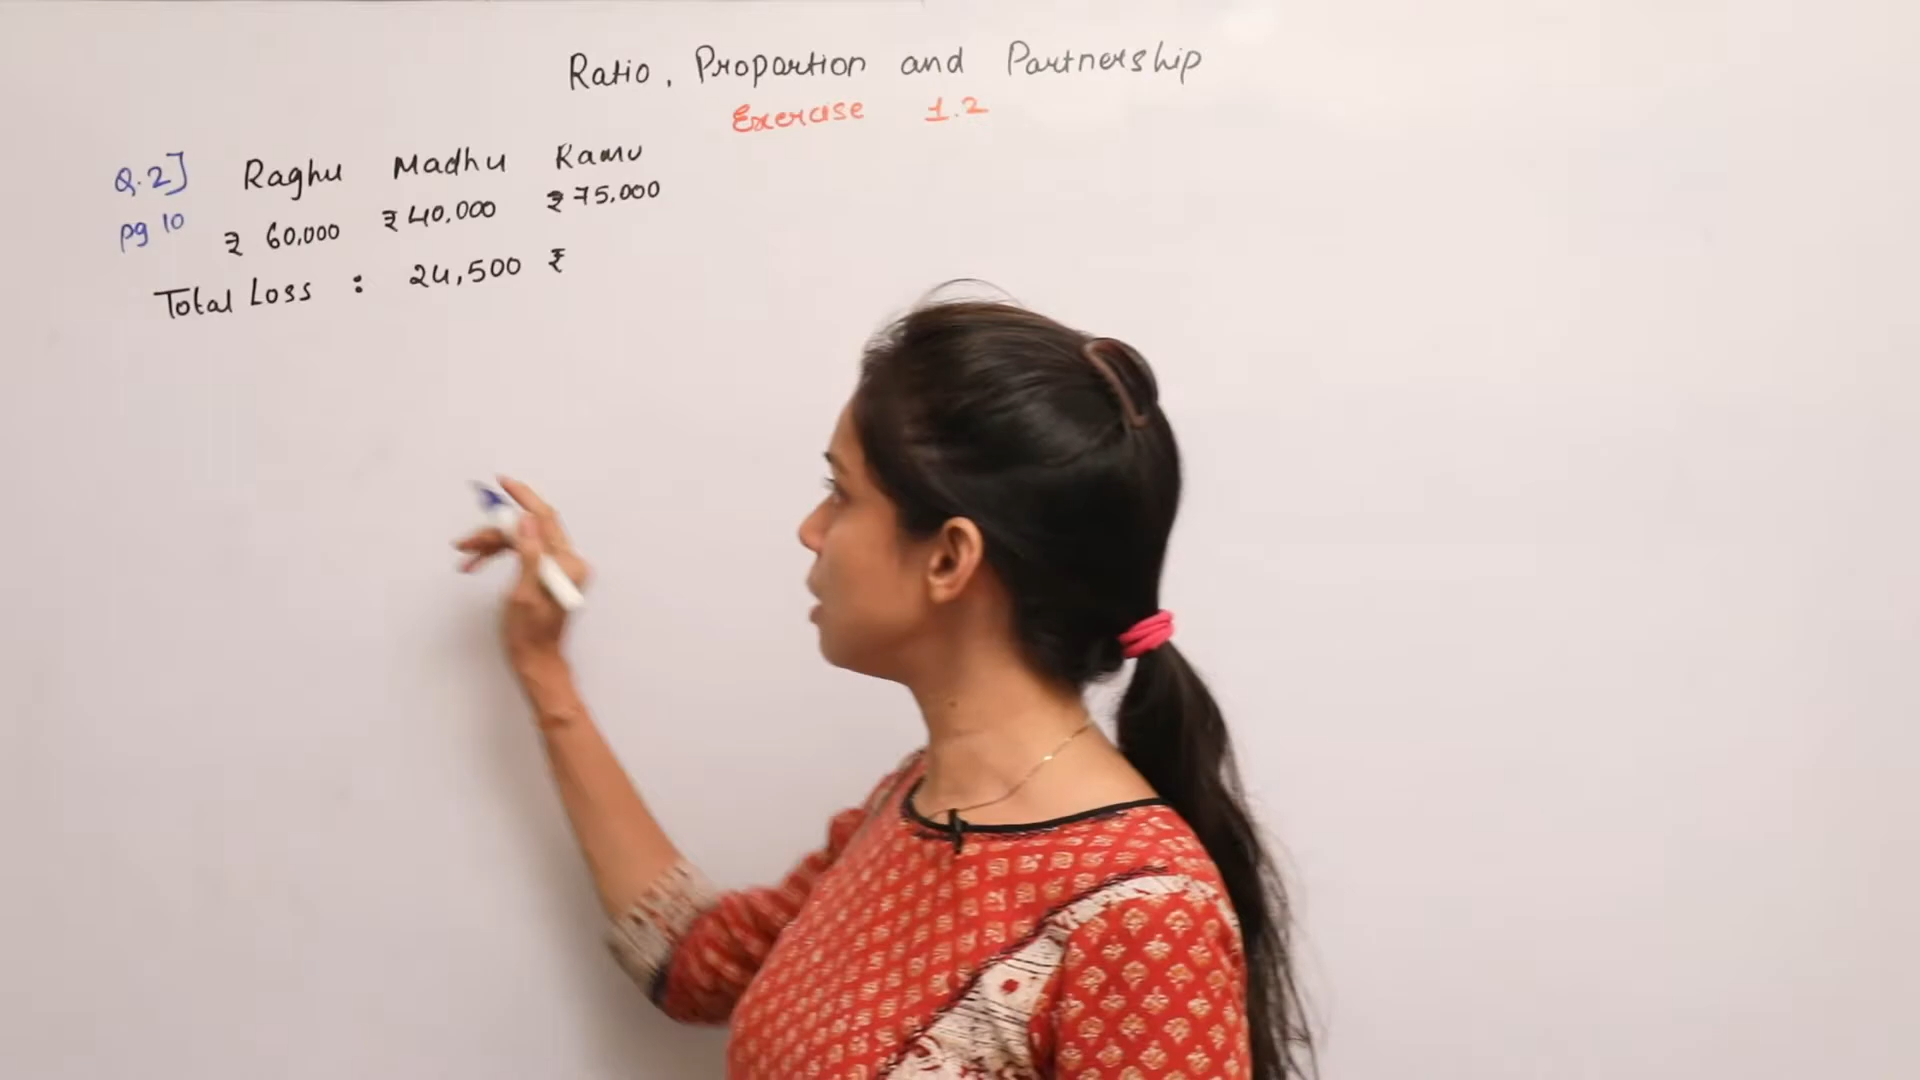 Ratio, Proportion and Partnership
Exercise 1.2
Q.2] Raghu Madhu Ramu
pg 10 ₹ 60,000 ₹ 40,000 ₹ 75,000
Total Loss : 24,500 ₹